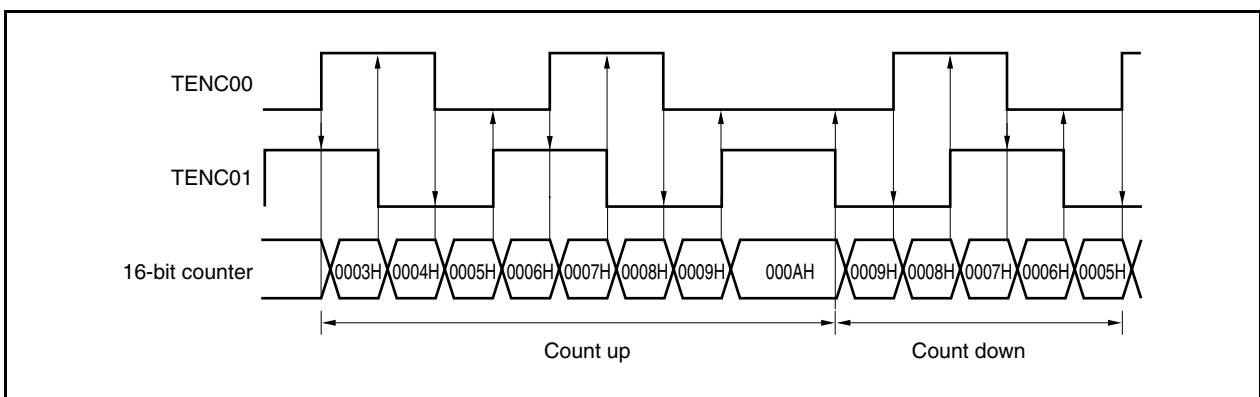 TENC00
TENC01
16-bit counter 0003H 0004H 0005H 0006H 0007H 0008H 0009H 000AH 0009H 0008H 0007H 0006H 0005H
Count up Count down